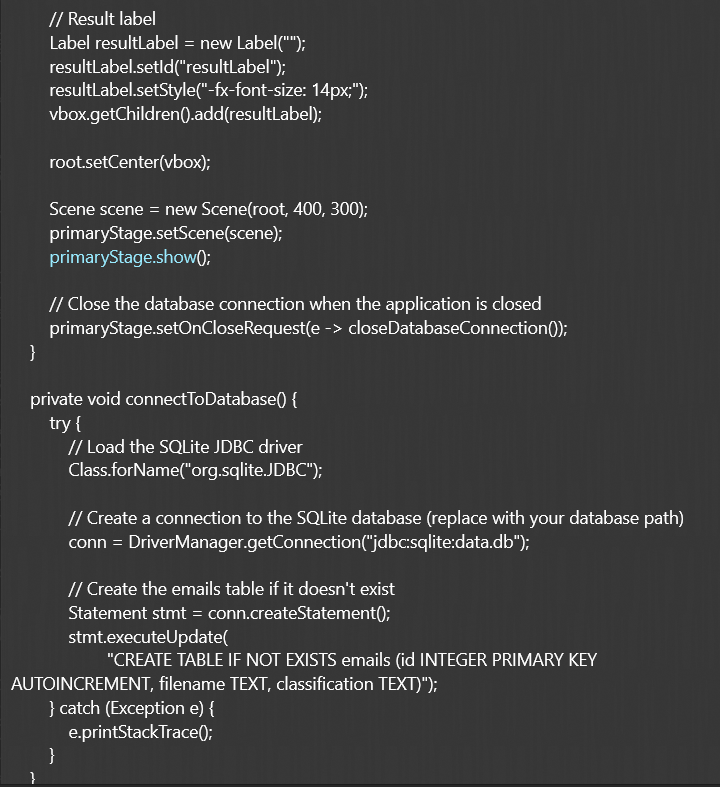 // Result label
Label resultLabel = new Label("");
resultLabel.setId("resultLabel");
resultLabel.setStyle("-fx-font-size: 14px;");
vbox.getChildren().add(resultLabel);
root.setCenter(vbox);
Scene scene = new Scene(root, 400, 300);
primaryStage.setScene(scene);
primaryStage.show();
// Close the database connection when the application is closed
primaryStage.setOnCloseRequest(e -> closeDatabaseConnection());
}
private void connectToDatabase() {
try {
// Load the SQLite JDBC driver
Class.forName("org.sqlite.JDBC");
// Create a connection to the SQLite database (replace with your database path)
conn = DriverManager.getConnection("jdbc:sqlite:data.db");
// Create the emails table if it doesn't exist
Statement stmt = conn.createStatement();
stmt.executeUpdate(
"CREATE TABLE IF NOT EXISTS emails (id INTEGER PRIMARY KEY
AUTOINCREMENT, filename TEXT, classification TEXT)");
} catch (Exception e) {
e.printStackTrace();
}
}